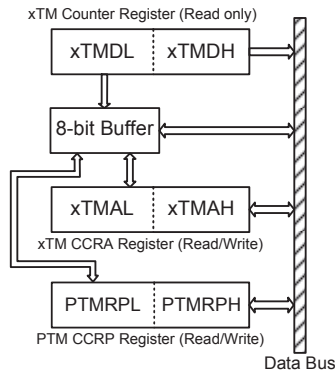 xTM Counter Register (Read only)
xTMDL xTMDH
8-bit Buffer
xTMAL xTMAH
xTM CCRA Register (Read/Write)
PTMRPL PTMRPH
PTM CCRP Register (Read/Write)
Data Bus